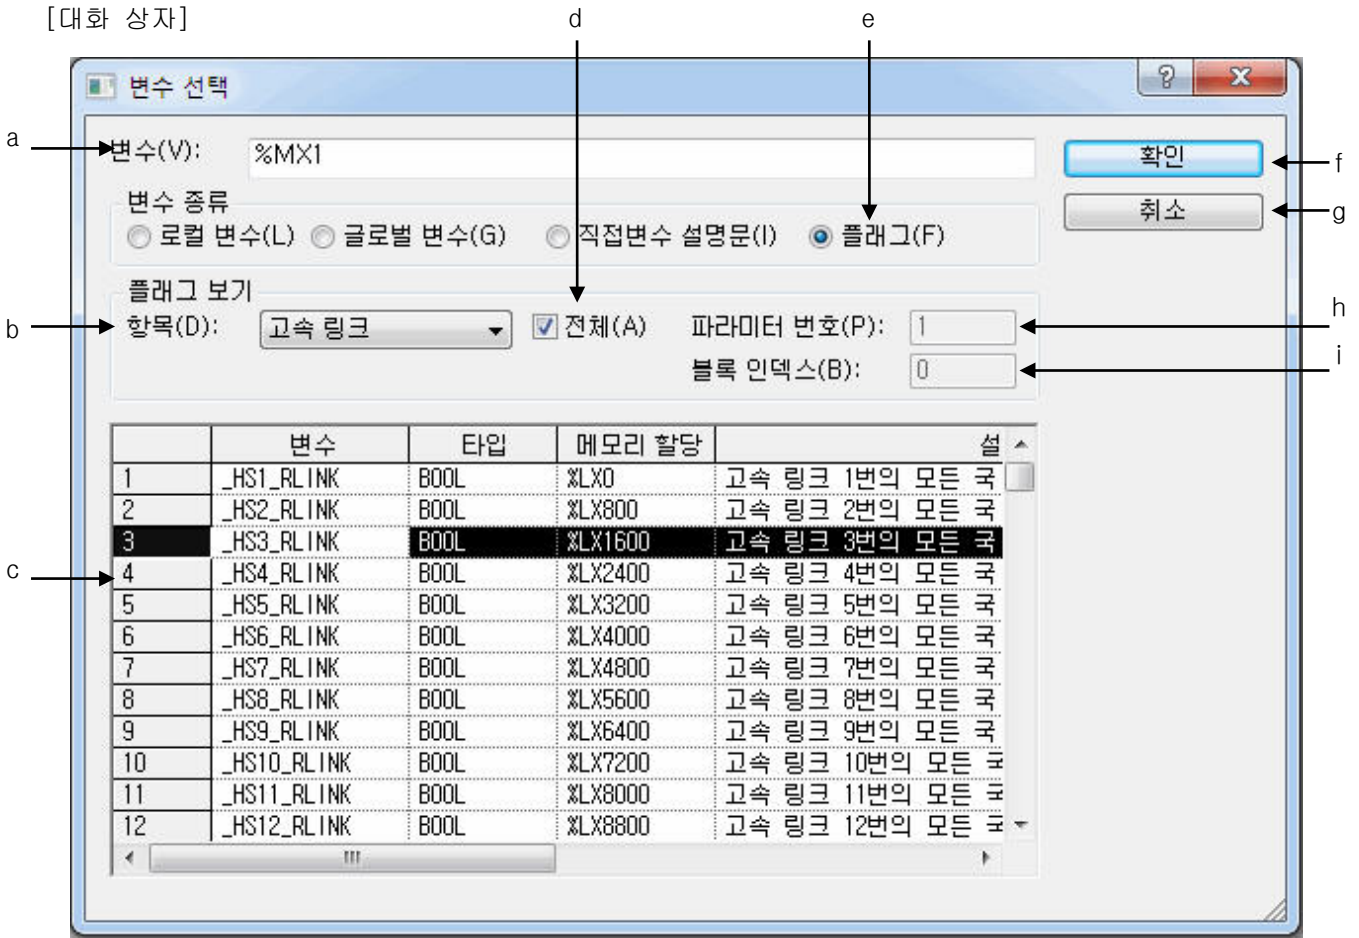 [대화 상자]
d e
변수 선택
a 변수(V): %MX1 확인 f
변수 종류 취소 g
로컬 변수(L) 글로벌 변수(G) 직접변수 설명문(I) 플래그(F)
플래그 보기
b 항목(D): 고속 링크 전체(A) 파라미터 번호(P): 1 h
블록 인덱스(B): 0 i
변수 타입 메모리 할당 설
1 _HS1_RLINK BOOL %LX0 고속 링크 1번의 모든 국
2 _HS2_RLINK BOOL %LX800 고속 링크 2번의 모든 국
3 _HS3_RLINK BOOL %LX1600 고속 링크 3번의 모든 국
c 4 _HS4_RLINK BOOL %LX2400 고속 링크 4번의 모든 국
5 _HS5_RLINK BOOL %LX3200 고속 링크 5번의 모든 국
6 _HS6_RLINK BOOL %LX4000 고속 링크 6번의 모든 국
7 _HS7_RLINK BOOL %LX4800 고속 링크 7번의 모든 국
8 _HS8_RLINK BOOL %LX5600 고속 링크 8번의 모든 국
9 _HS9_RLINK BOOL %LX6400 고속 링크 9번의 모든 국
10 _HS10_RLINK BOOL %LX7200 고속 링크 10번의 모든 국
11 _HS11_RLINK BOOL %LX8000 고속 링크 11번의 모든 국
12 _HS12_RLINK BOOL %LX8800 고속 링크 12번의 모든 국